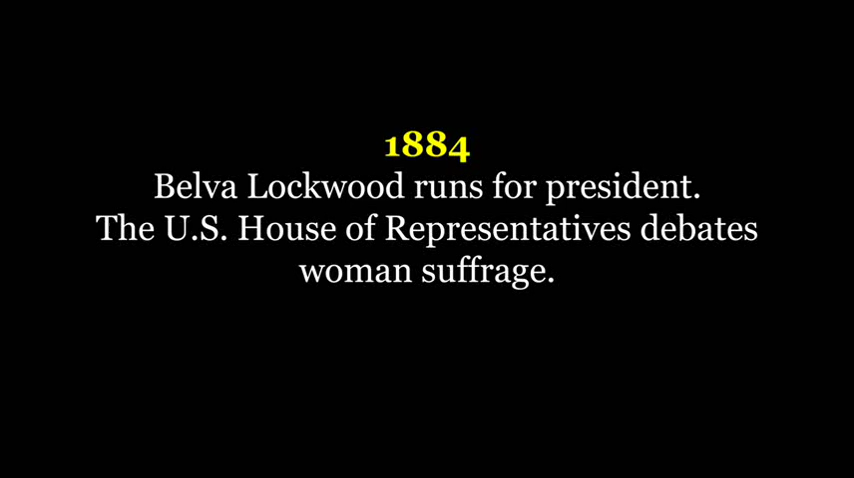 1884
Belva Lockwood runs for president.
The U.S. House of Representatives debates
woman suffrage.